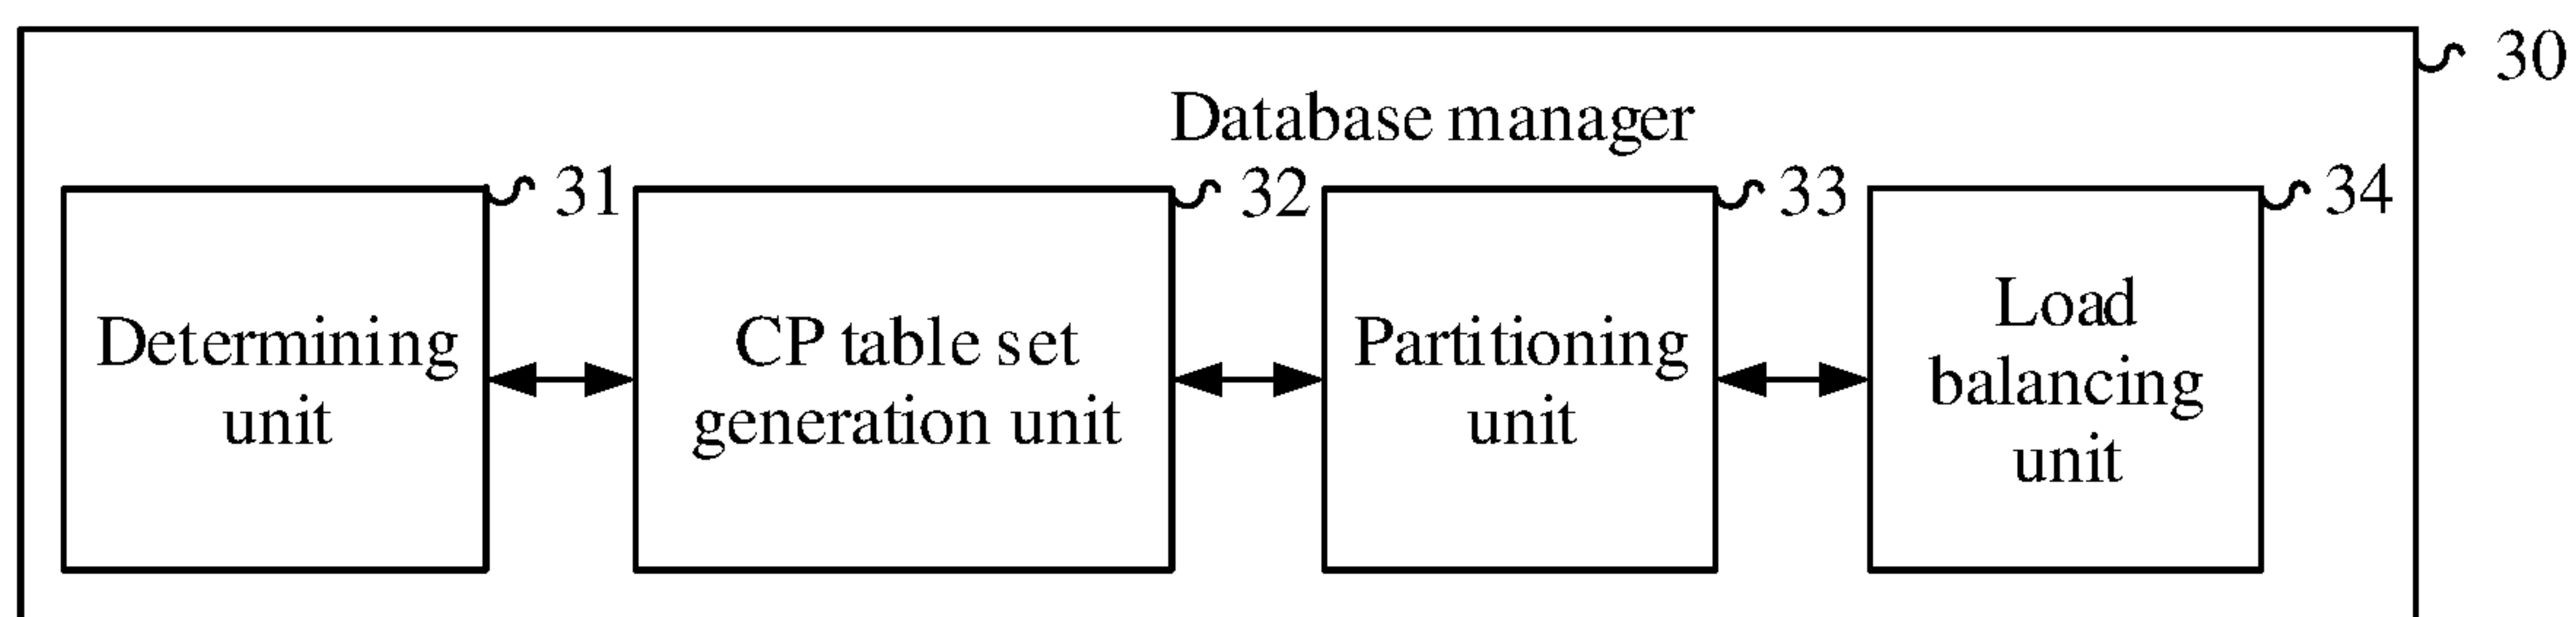 30
Database manager
31
32
33
34
Determining
unit
CP table set
generation unit
Partitioning
unit
Load
balancing
unit